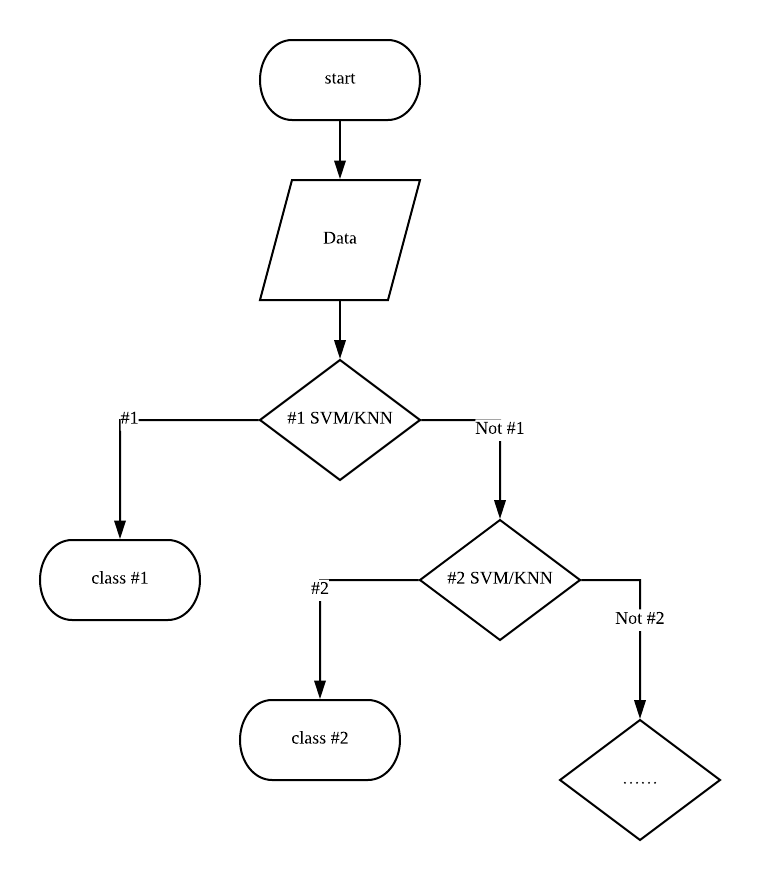 start
Data
#1 SVM/KNN
#1
Not #1
class #1
#2 SVM/KNN
#2
Not #2
class #2
......